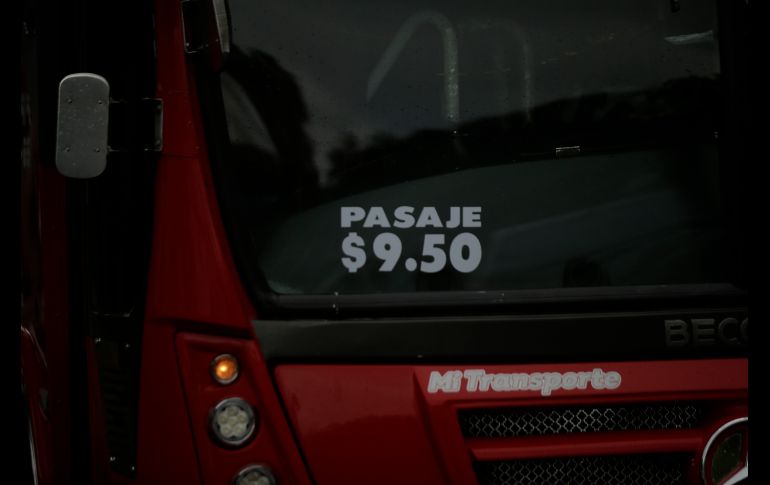 PASAJE
$9.50
BECC
Mi Transporte